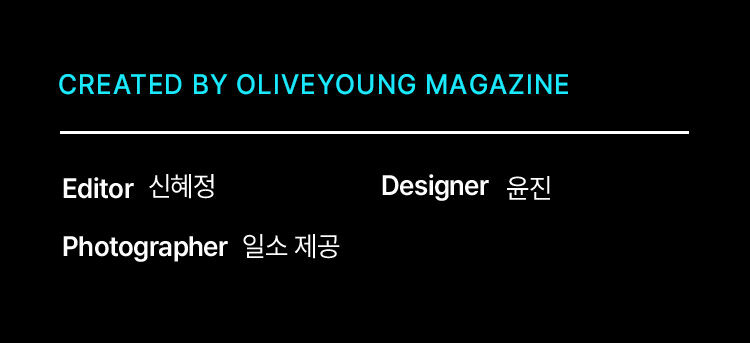 CREATED BY OLIVEYOUNG MAGAZINE
Editor 신혜정 Designer 윤진
Photographer 일소 제공